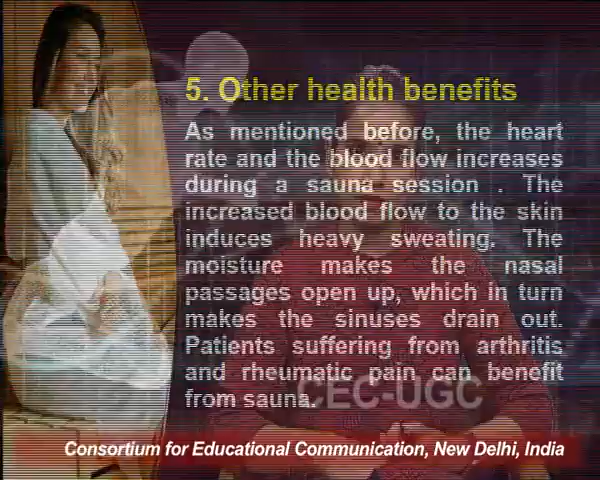 5. Other health benefits
As mentioned before, the heart
rate and the blood flow increases
during a sauna session . The
increased blood flow to the skin
induces heavy sweating. The
moisture makes the nasal
passages open up, which in turn
makes the sinuses drain out.
Patients suffering from arthritis
and rheumatic pain can benefit
from sauna.
CEC-UGC
Consortium for Educational Communication, New Delhi, India